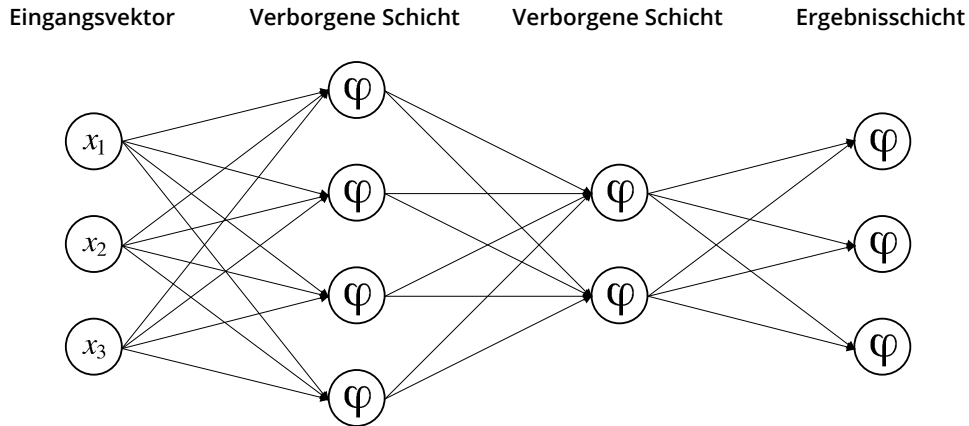 Eingangsvektor Verborgene Schicht Verborgene Schicht Ergebnisschicht
φ
x1 φ
φ φ
x2 φ
φ φ
x3 φ
φ